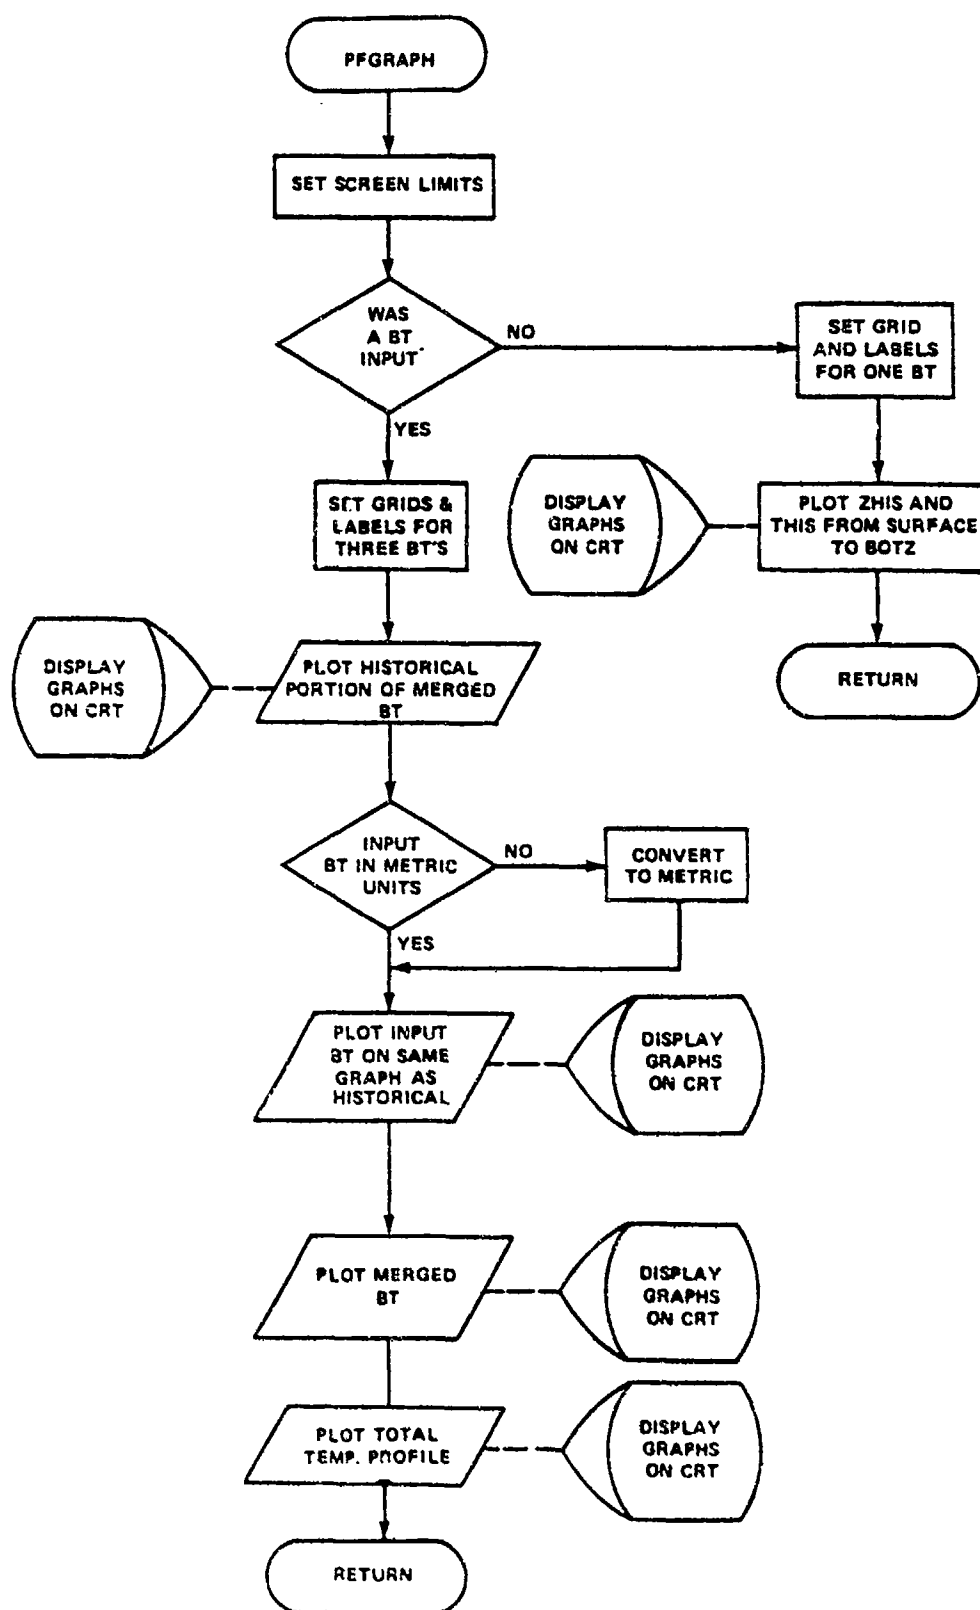 PFGRAPH
SET SCREEN LIMITS
WAS
A BT
INPUT
NO
SET GRID
AND LABELS
FOR ONE BT
YES
SET GRIDS &
LABELS FOR
THREE BT'S
DISPLAY
GRAPHS
ON CRT
PLOT ZHIS AND
THIS FROM SURFACE
TO BOTZ
RETURN
DISPLAY
GRAPHS
ON CRT
PLOT HISTORICAL
PORTION OF MERGED
BT
INPUT
BT IN METRIC
UNITS
NO
CONVERT
TO METRIC
YES
PLOT INPUT
BT ON SAME
GRAPH AS
HISTORICAL
DISPLAY
GRAPHS
ON CRT
PLOT MERGED
BT
DISPLAY
GRAPHS
ON CRT
PLOT TOTAL
TEMP. PROFILE
DISPLAY
GRAPHS
ON CRT
RETURN